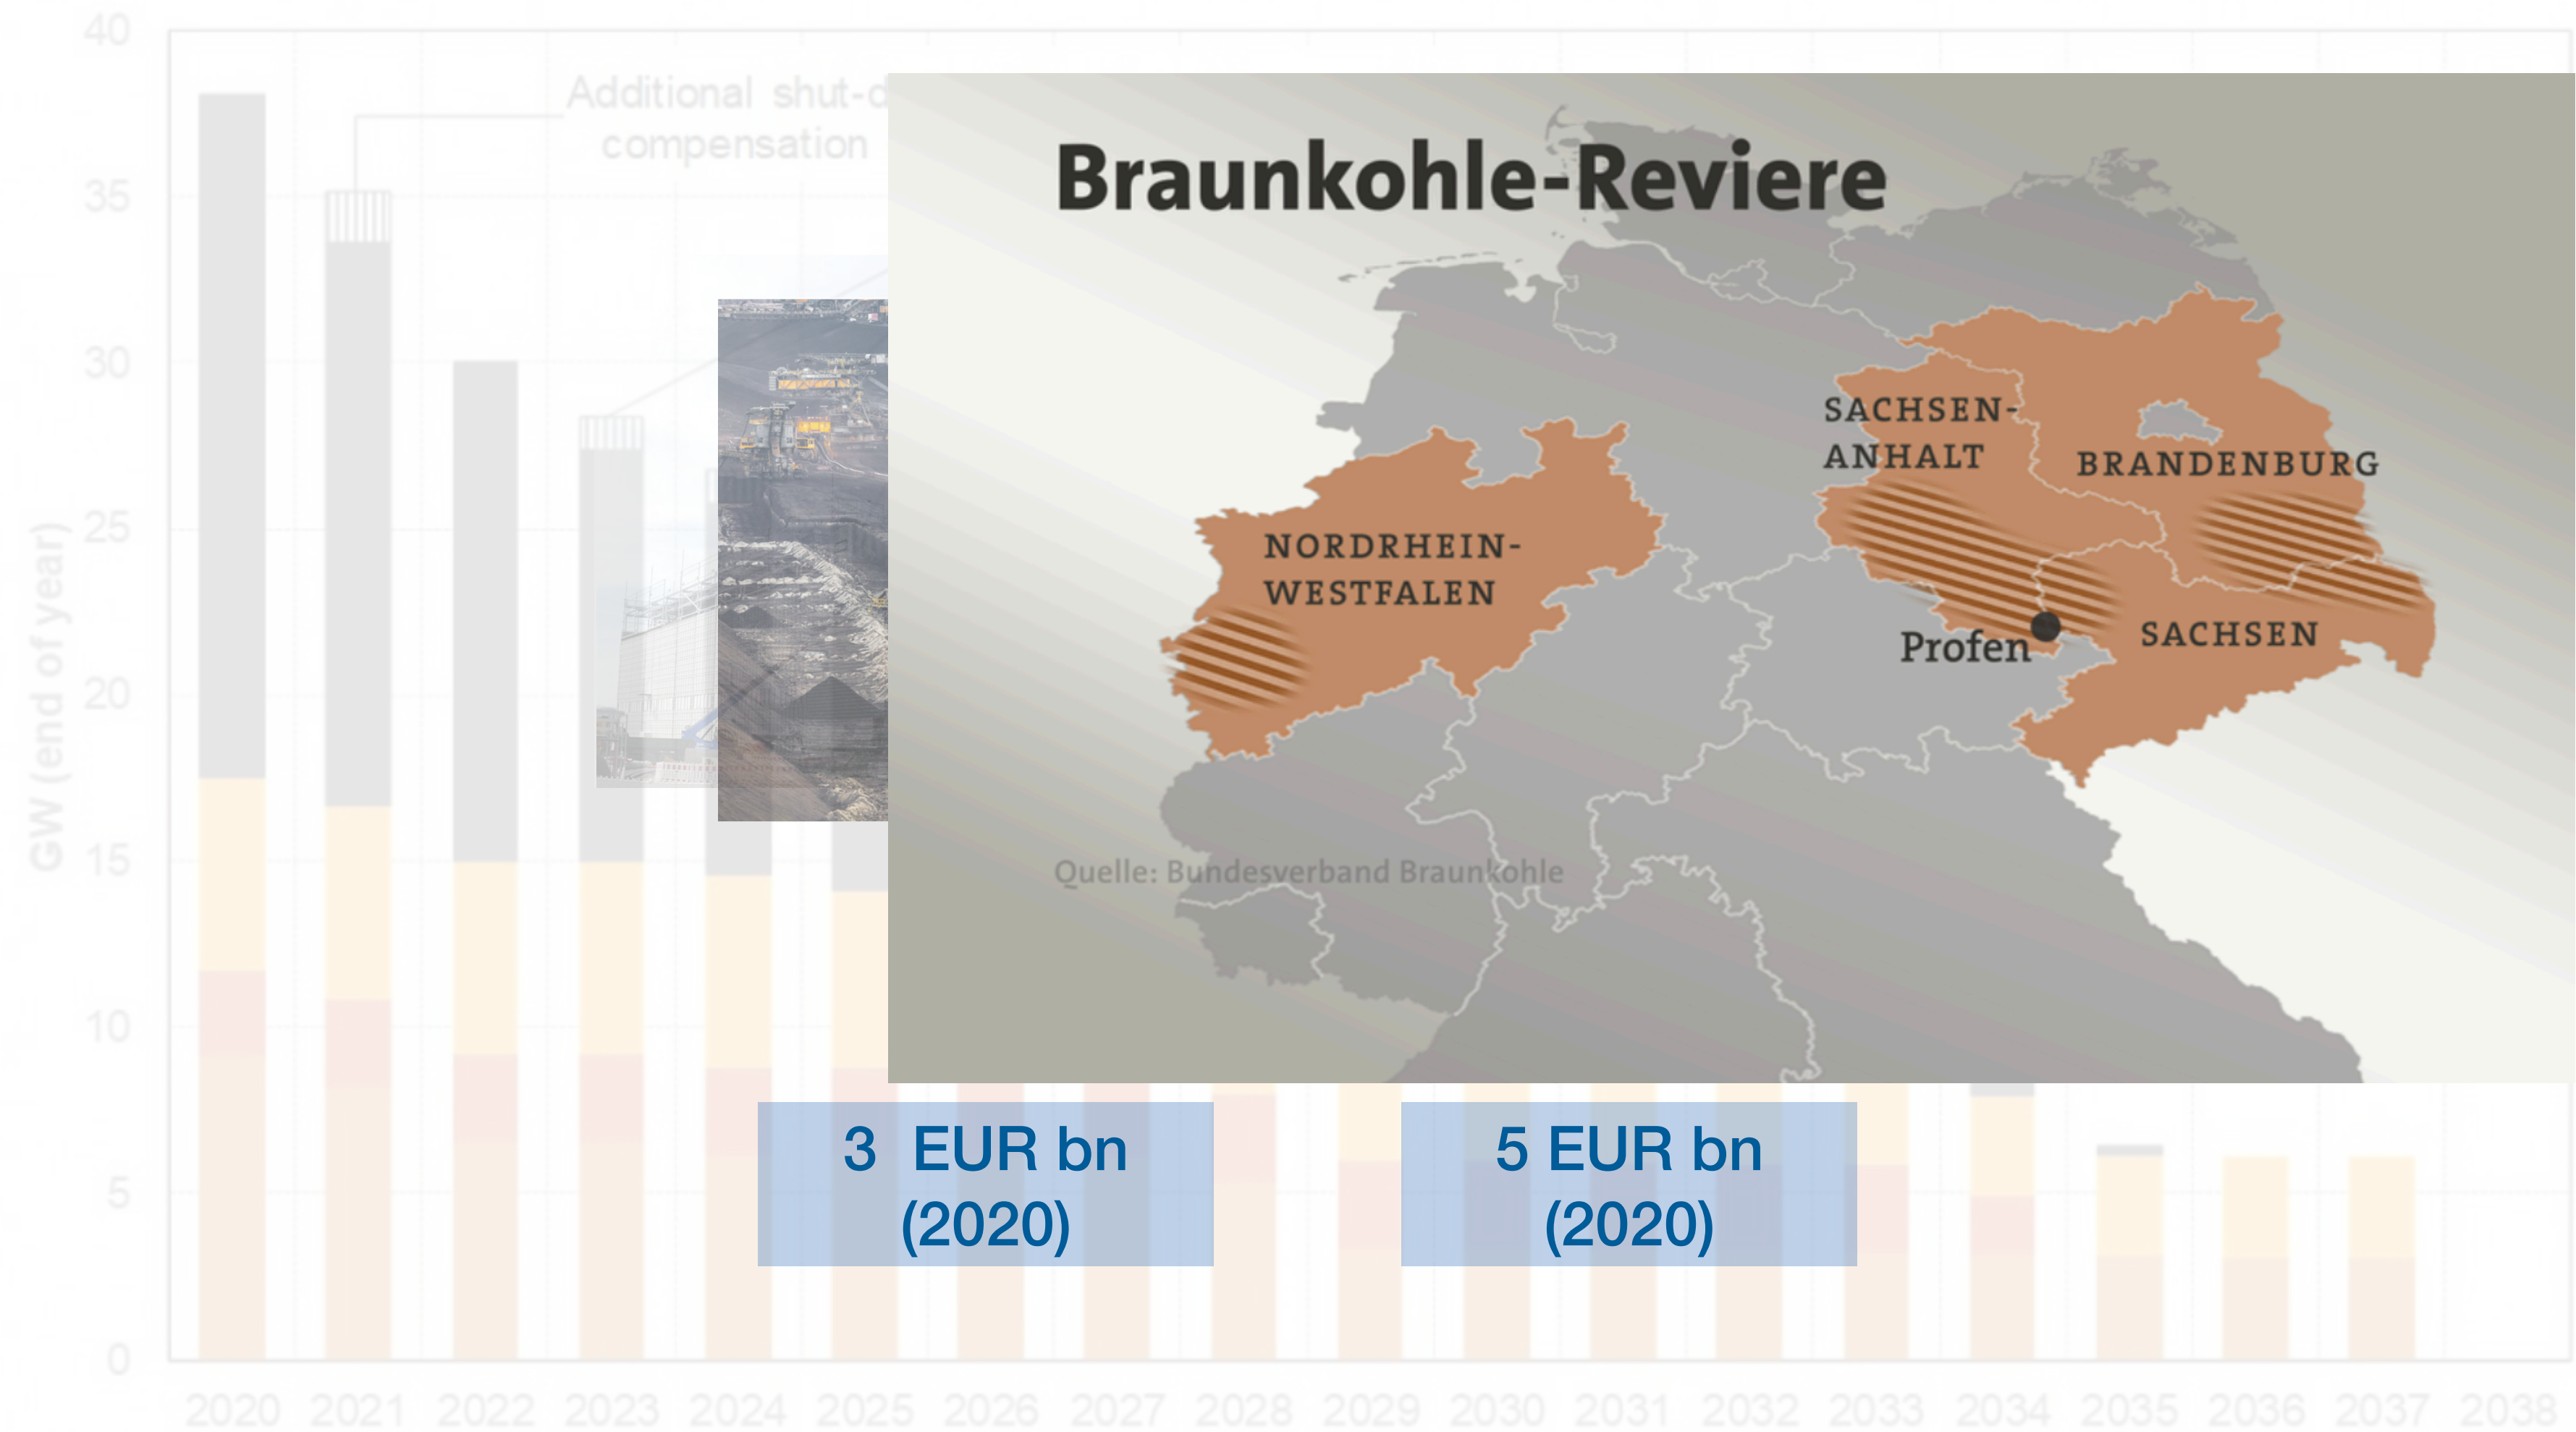 40
Additional shut-d
compensation
35
30
25
20
15
10
5
0
GW (end of year)
Braunkohle-Reviere
SACHSEN-
ANHALT
BRANDENBURG
NORDRHEIN-
WESTFALEN
Profen
SACHSEN
Quelle: Bundesverband Braunkohle
3 EUR bn
(2020)
5 EUR bn
(2020)
2020 2021 2022 2023 2024 2025 2026 2027 2028 2029 2030 2031 2032 2033 2034 2035 2036 2037 2038